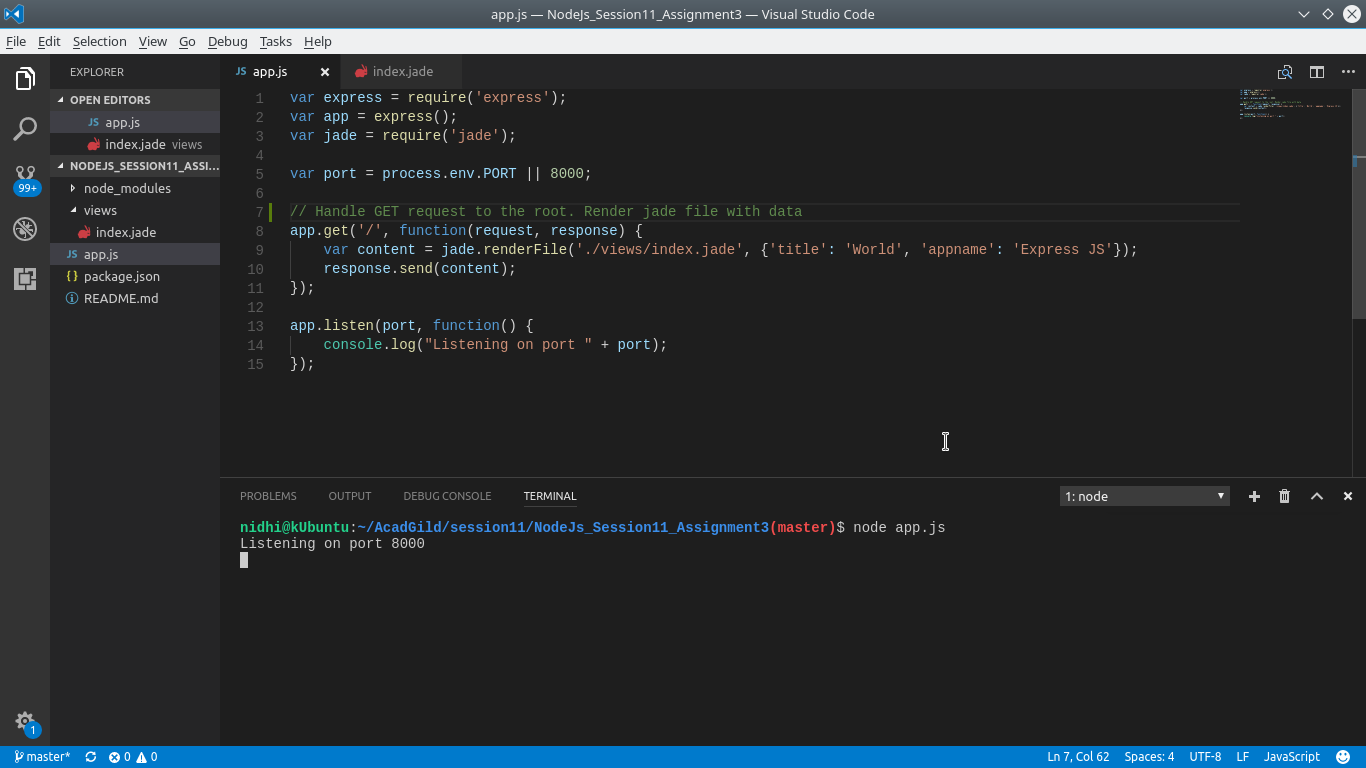 app.js — NodeJs_Session11_Assignment3 — Visual Studio Code
File Edit Selection View Go Debug Tasks Help
EXPLORER
OPEN EDITORS
JS app.js
index.jade views
NODEJS_SESSION11_ASSI...
node_modules
views
index.jade
JS app.js
{} package.json
README.md
99+
1
JS app.js
index.jade
1 var express = require('express');
2 var app = express();
3 var jade = require('jade');
4
5 var port = process.env.PORT || 8000;
6
7 // Handle GET request to the root. Render jade file with data
8 app.get('/', function(request, response) {
9     var content = jade.renderFile('./views/index.jade', {'title': 'World', 'appname': 'Express JS'});
10     response.send(content);
11 });
12
13 app.listen(port, function() {
14     console.log("Listening on port " + port);
15 });
PROBLEMS OUTPUT DEBUG CONSOLE TERMINAL
1: node
nidhi@kUbuntu:~/AcadGild/session11/NodeJs_Session11_Assignment3(master)$ node app.js
Listening on port 8000
master* 0 0
Ln 7, Col 62 Spaces: 4 UTF-8 LF JavaScript